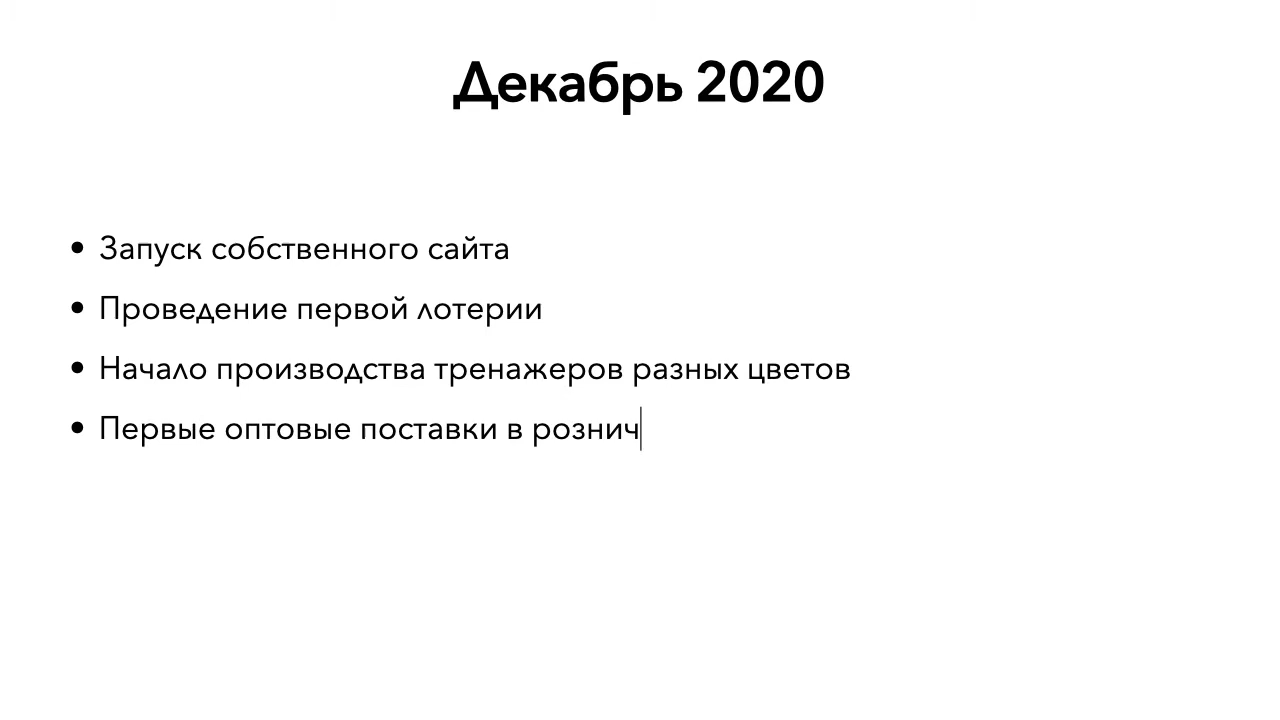 Декабрь 2020
• Запуск собственного сайта
• Проведение первой лотерии
• Начало производства тренажеров разных цветов
• Первые оптовые поставки в рознич